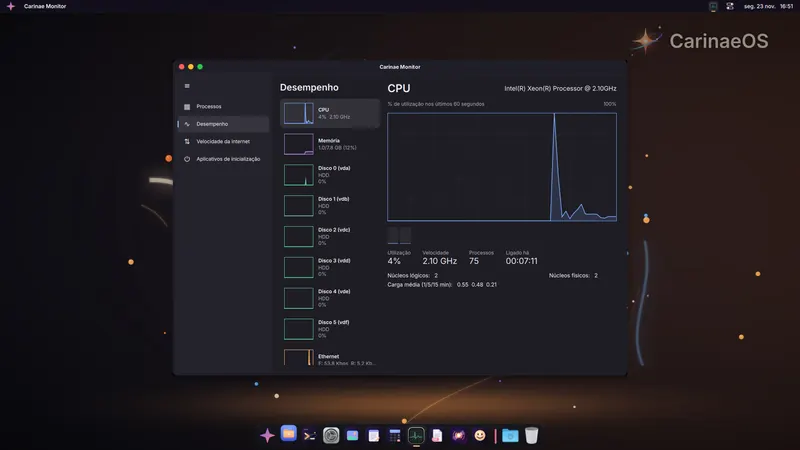 Carinae Monitor
seg. 23 nov. 16:51
CarinaeOS
Carinae Monitor
Processos
Desempenho
Velocidade da Internet
Aplicativos de Inicialização
Desempenho
CPU
4% 2.10 GHz
Memória
1.0/7.8 GB (12%)
Disco 0 (vda)
HDD
0%
Disco 1 (vdb)
HDD
0%
Disco 2 (vdc)
HDD
0%
Disco 3 (vdd)
HDD
0%
Disco 4 (vde)
HDD
0%
Disco 5 (vdf)
HDD
0%
Ethernet
CPU
Intel(R) Xeon(R) Processor @ 2.10GHz
% de utilização nos últimos 60 segundos
100%
Utilização Velocidade Processos Ligado há
4% 2.10 GHz 75 00:07:11
Núcleos lógicos: 2 Núcleos físicos: 2
Carga média (1/5/15 min): 0.55 0.48 0.21